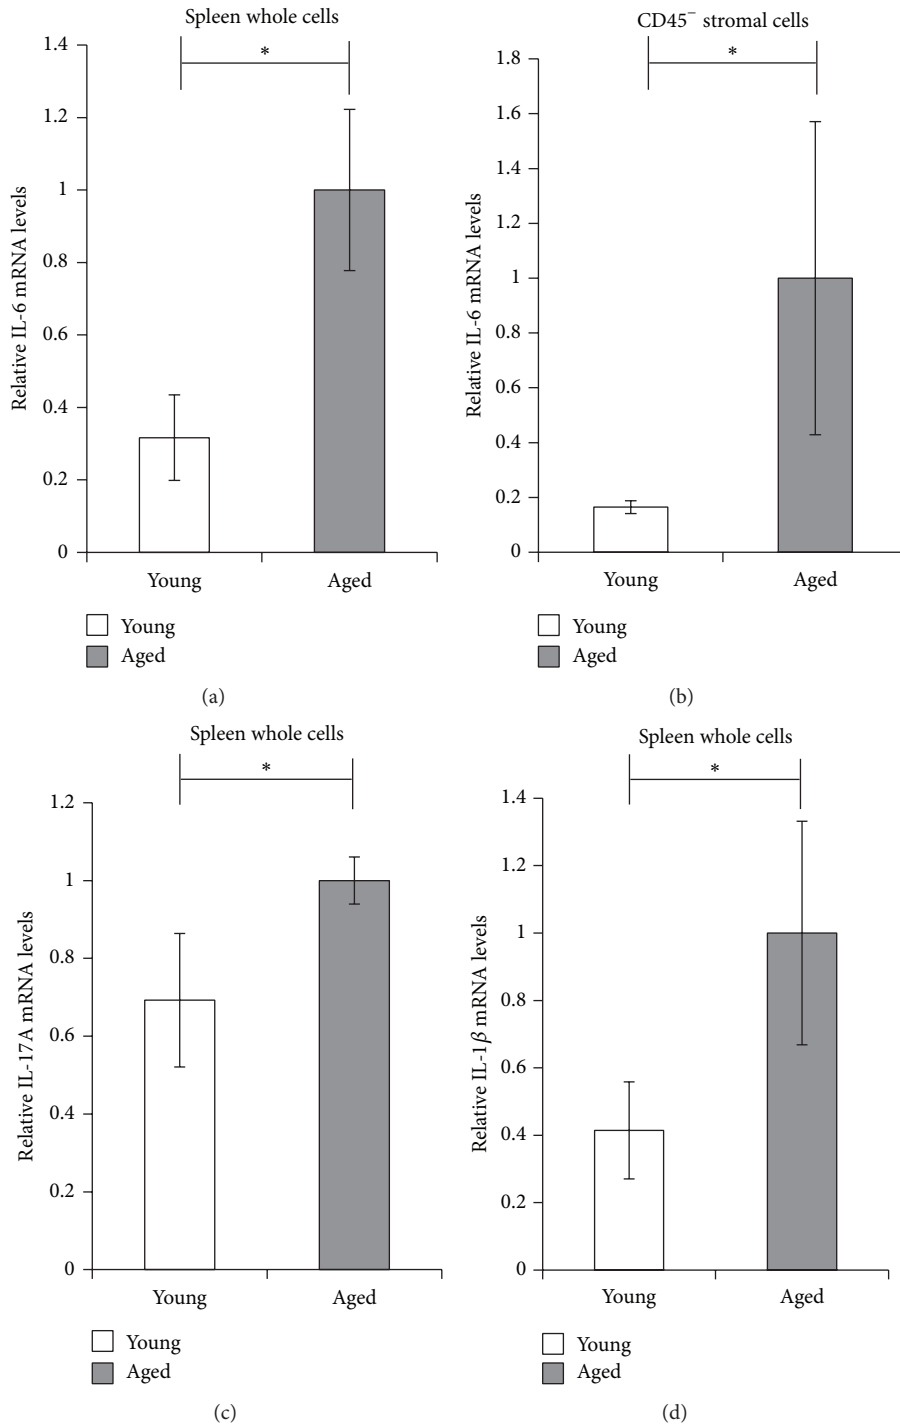 Spleen whole cells
*
1.4
1.2
1
0.8
0.6
0.4
0.2
0
Relative IL-6 mRNA levels
Young
Aged
Young
Aged
(a)
CD45⁻ stromal cells
*
1.8
1.6
1.4
1.2
1
0.8
0.6
0.4
0.2
0
Relative IL-6 mRNA levels
Young
Aged
Young
Aged
(b)
Spleen whole cells
*
1.2
1
0.8
0.6
0.4
0.2
0
Relative IL-17A mRNA levels
Young
Aged
Young
Aged
(c)
Spleen whole cells
*
1.4
1.2
1
0.8
0.6
0.4
0.2
0
Relative IL-1β mRNA levels
Young
Aged
Young
Aged
(d)